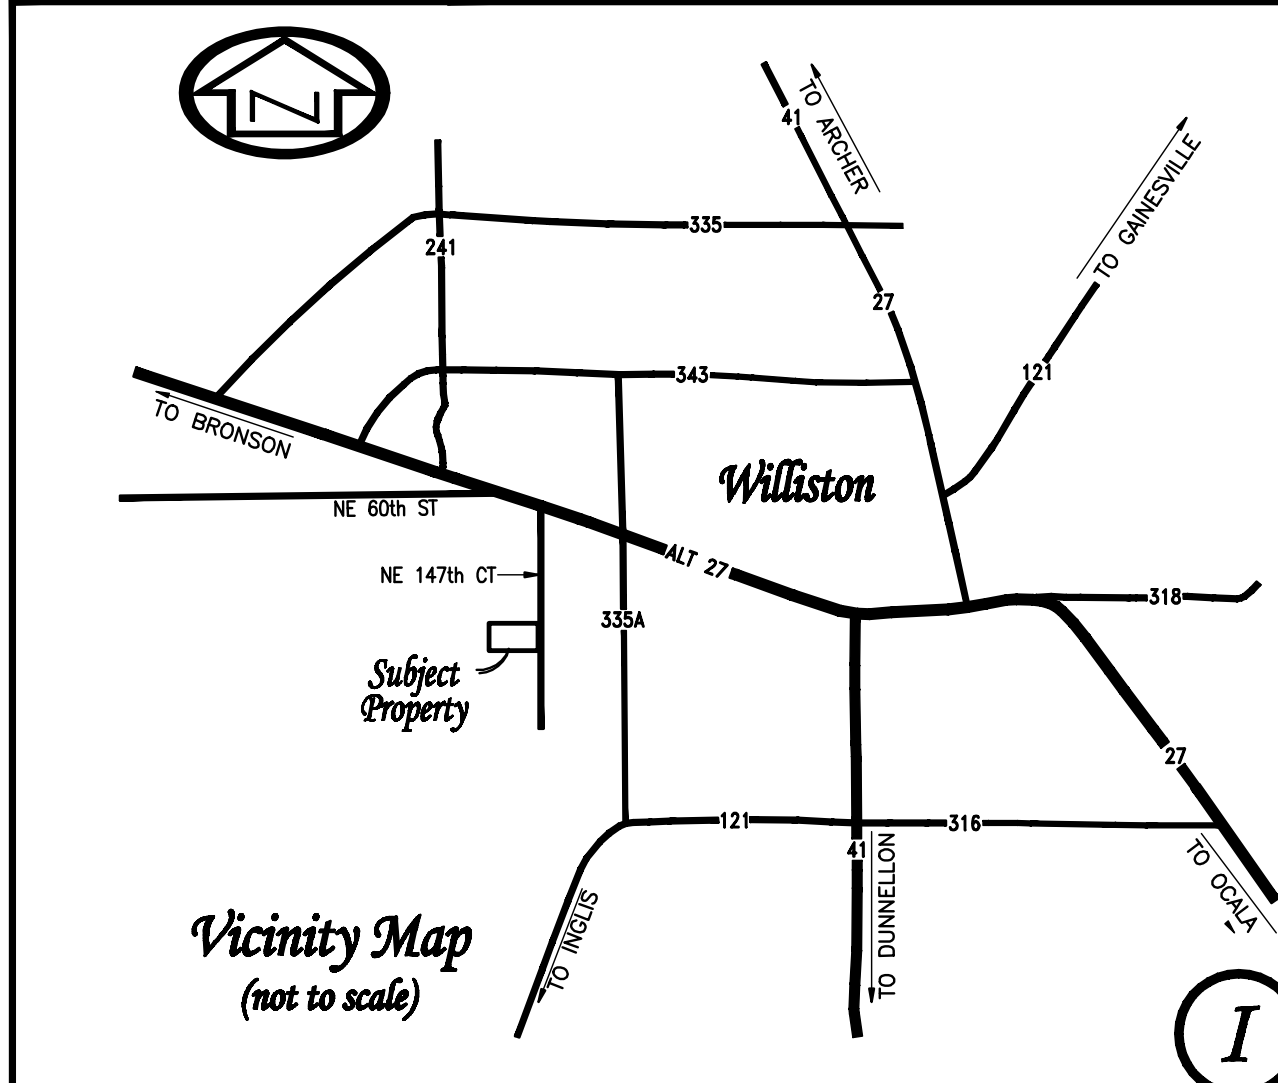 N
TO ARCHER
41
TO GAINESVILLE
335
241
27
343
121
TO BRONSON
Williston
NE 60th ST
ALT 27
NE 147th CT
318
335A
Subject
Property
27
121
316
41
TO DUNNELLON
TO OCALA
TO INGLIS
Vicinity Map
(not to scale)
I